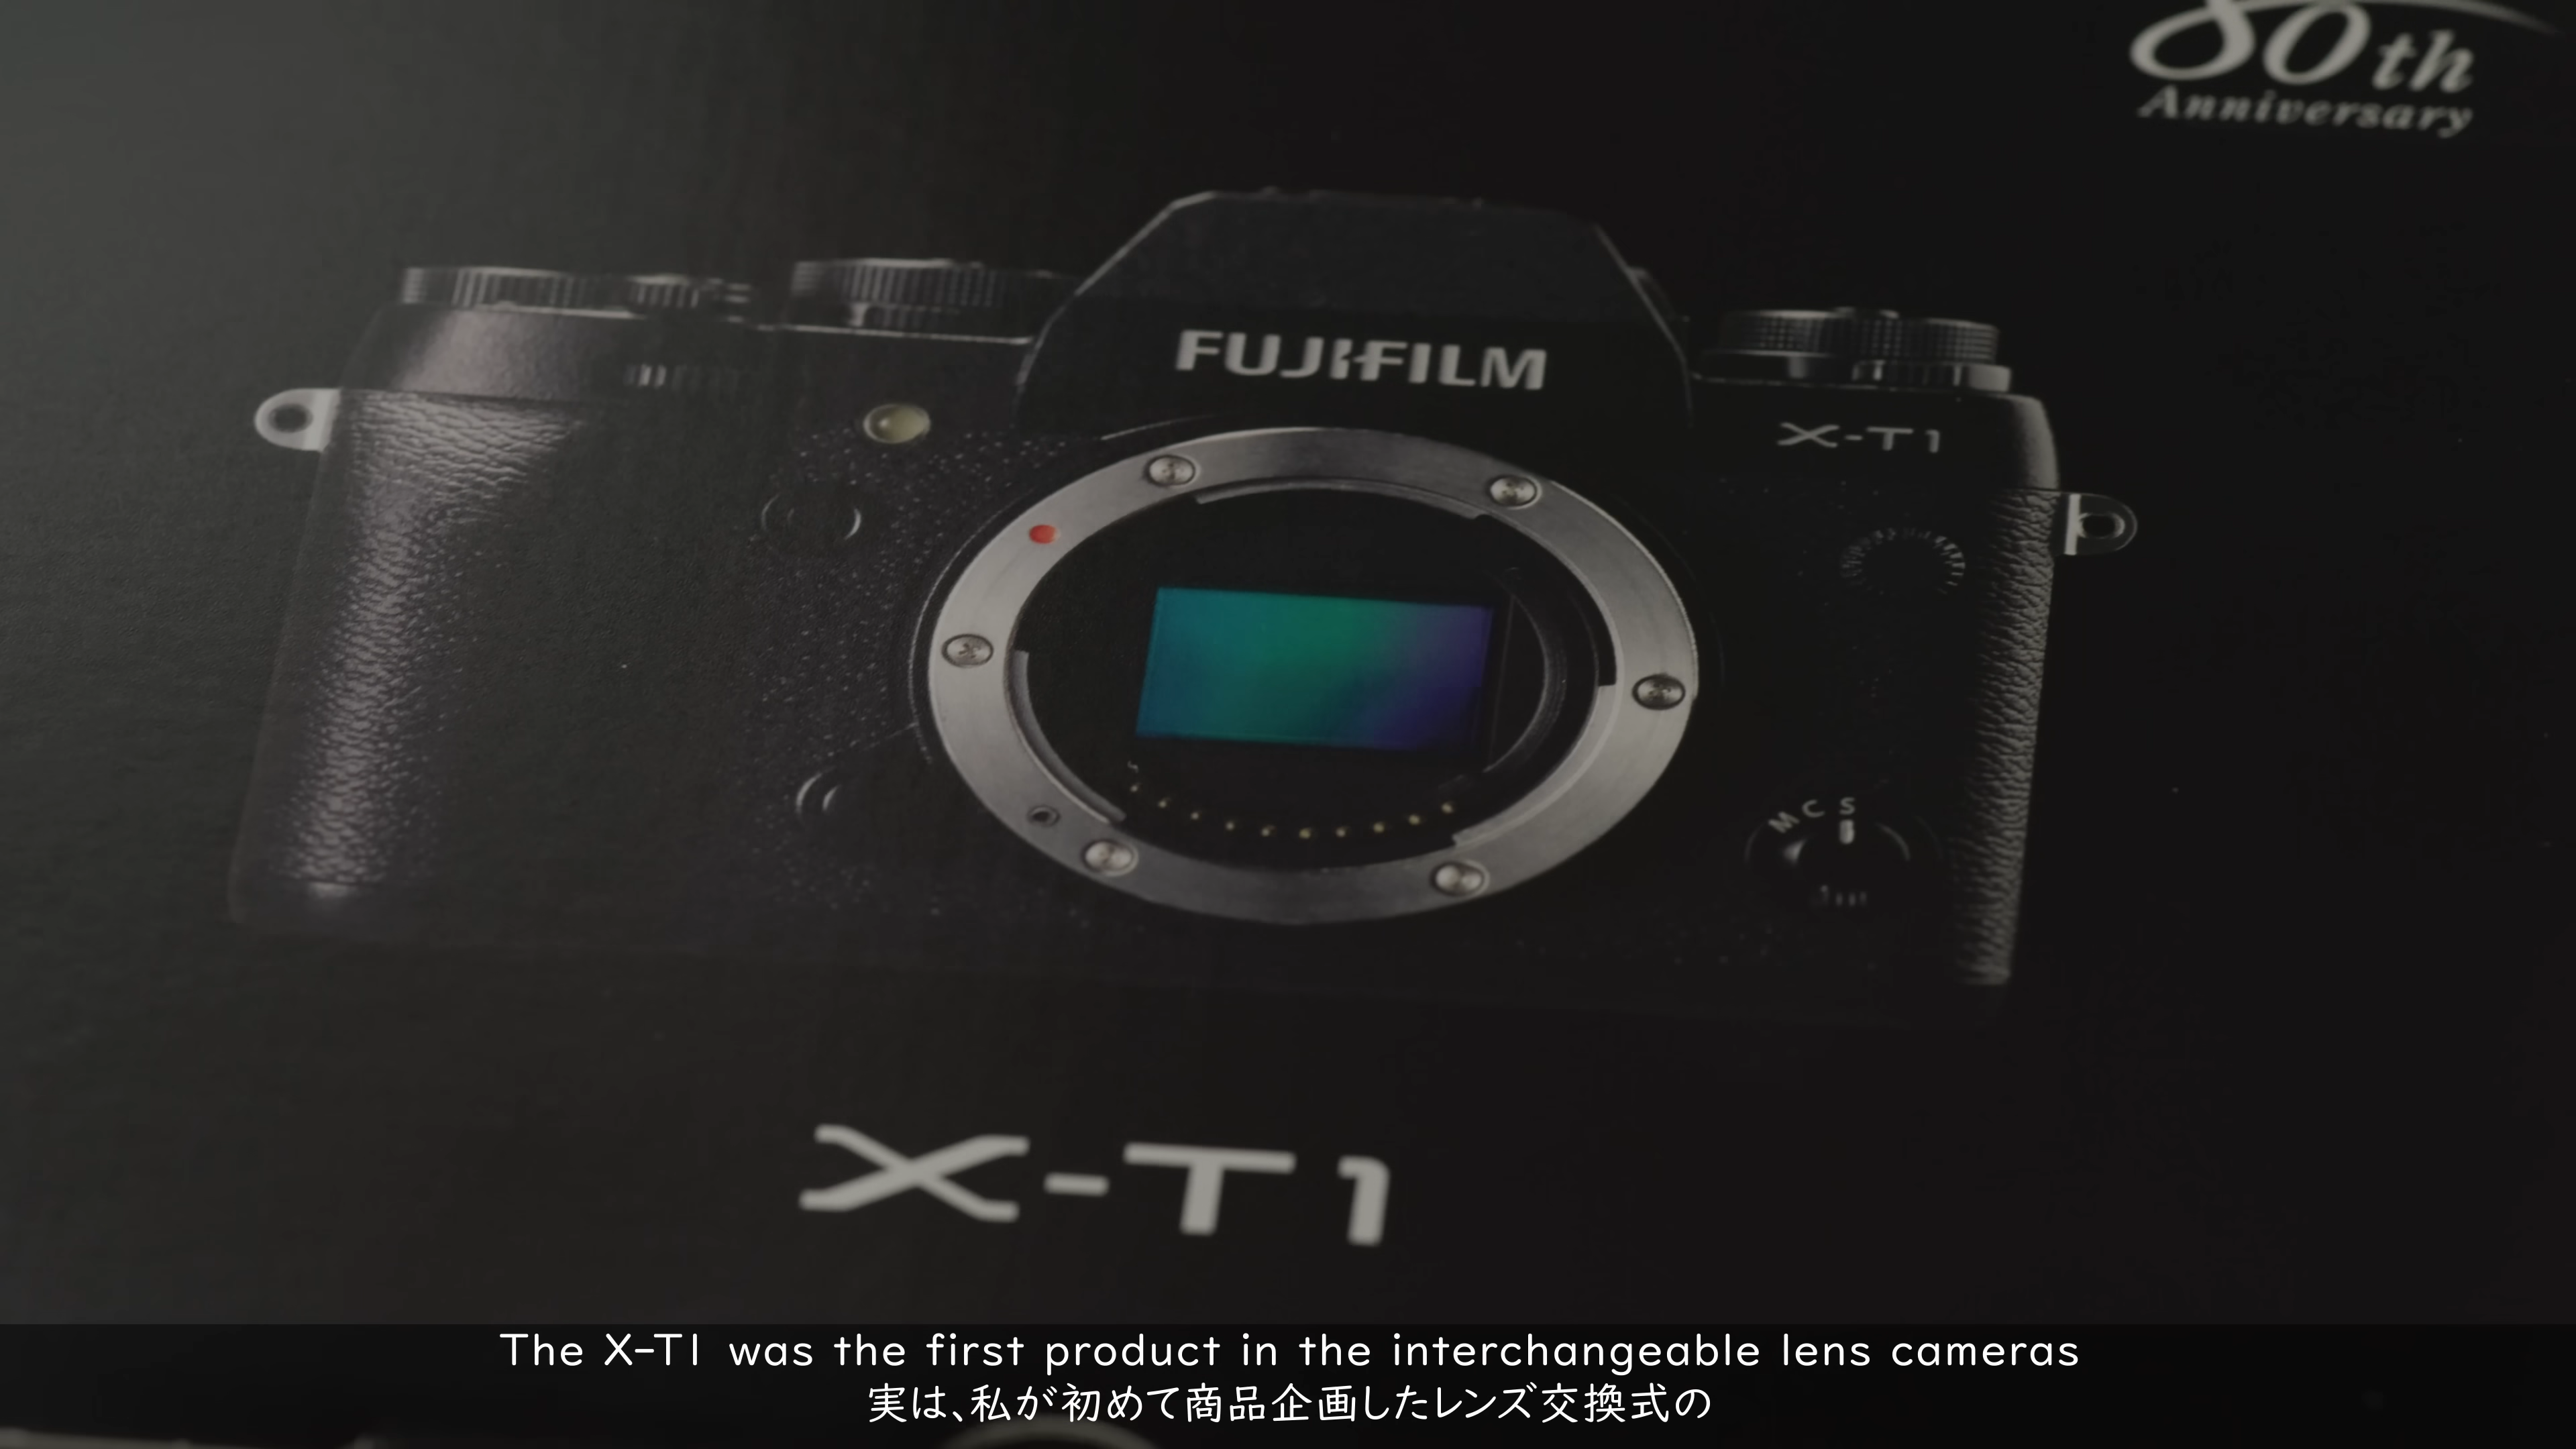 80th
Anniversary
FUJIFILM
X-T1
M C S
X-T1
The X-T1 was the first product in the interchangeable lens cameras
実は、私が初めて商品企画したレンズ交換式の